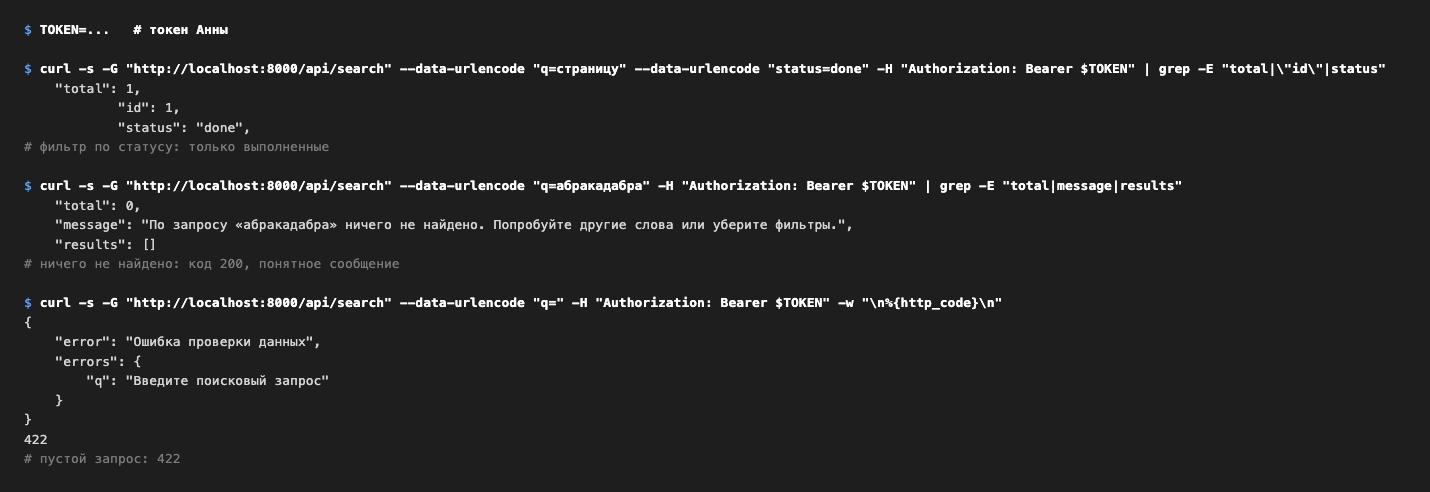 $ TOKEN=...   # токен Анны
$ curl -s -G "http://localhost:8000/api/search" --data-urlencode "q=страницу" --data-urlencode "status=done" -H "Authorization: Bearer $TOKEN" | grep -E "total|\"id\"|status"
    "total": 1,
            "id": 1,
            "status": "done",
# фильтр по статусу: только выполненные
$ curl -s -G "http://localhost:8000/api/search" --data-urlencode "q=абракадабра" -H "Authorization: Bearer $TOKEN" | grep -E "total|message|results"
    "total": 0,
    "message": "По запросу «абракадабра» ничего не найдено. Попробуйте другие слова или уберите фильтры.",
    "results": []
# ничего не найдено: код 200, понятное сообщение
$ curl -s -G "http://localhost:8000/api/search" --data-urlencode "q=" -H "Authorization: Bearer $TOKEN" -w "\n%{http_code}\n"
{
    "error": "Ошибка проверки данных",
    "errors": {
        "q": "Введите поисковый запрос"
    }
}
422
# пустой запрос: 422